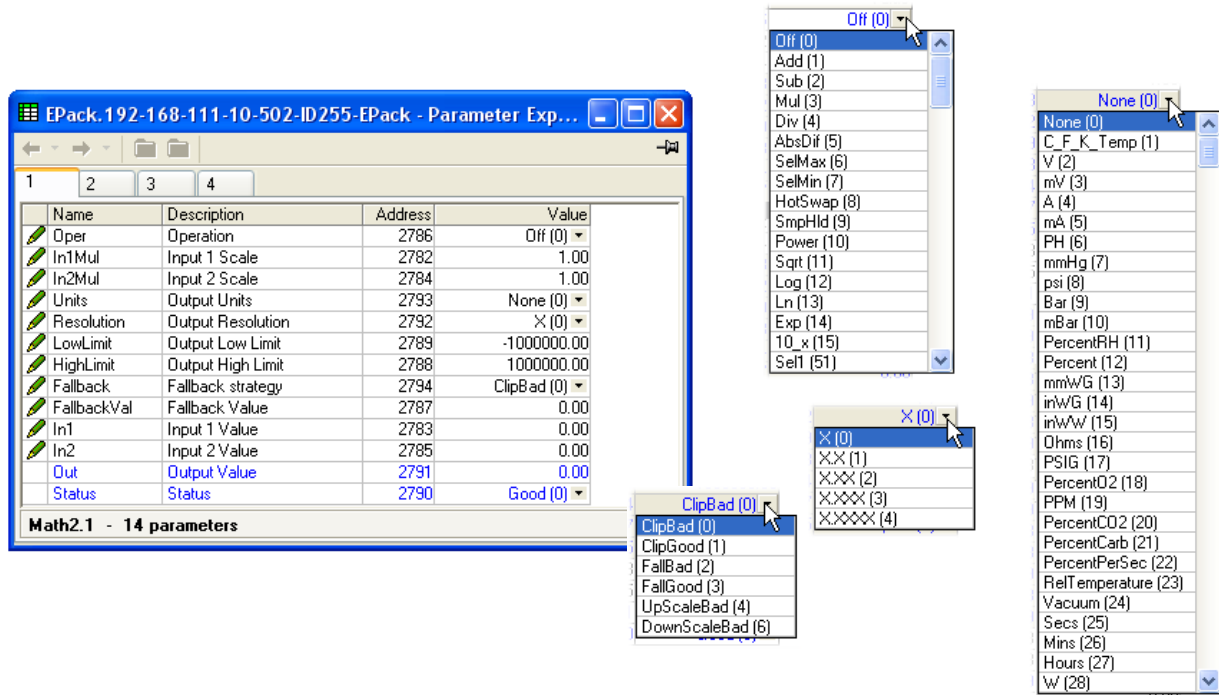 EPack.192-168-111-10-502-ID255-EPack - Parameter Exp...
1 2 3 4
Name Description Address Value
Oper Operation 2786 Off (0)
In1Mul Input 1 Scale 2782 1.00
In2Mul Input 2 Scale 2784 1.00
Units Output Units 2793 None (0)
Resolution Output Resolution 2792 X (0)
LowLimit Output Low Limit 2789 -1000000.00
HighLimit Output High Limit 2788 1000000.00
Fallback Fallback strategy 2794 ClipBad (0)
FallbackVal Fallback Value 2787 0.00
In1 Input 1 Value 2783 0.00
In2 Input 2 Value 2785 0.00
Out Output Value 2791 0.00
Status Status 2790 Good (0)
Math2.1 - 14 parameters
Off (0)
Off (0)
Add (1)
Sub (2)
Mul (3)
Div (4)
AbsDif (5)
SelMax (6)
SelMin (7)
HotSwap (8)
SmpHld (9)
Power (10)
Sqrt (11)
Log (12)
Ln (13)
Exp (14)
10_x (15)
Sel1 (51)
ClipBad (0)
ClipBad (0)
ClipGood (1)
FallBad (2)
FallGood (3)
UpScaleBad (4)
DownScaleBad (6)
X (0)
X (0)
X.X (1)
X.XX (2)
X.XXX (3)
X.XXXX (4)
None (0)
None (0)
C_F_K_Temp (1)
V (2)
mV (3)
A (4)
mA (5)
PH (6)
mmHg (7)
psi (8)
Bar (9)
mBar (10)
PercentRH (11)
Percent (12)
mmWG (13)
inWG (14)
inWW (15)
Ohms (16)
PSIG (17)
PercentO2 (18)
PPM (19)
PercentCO2 (20)
PercentCarb (21)
PercentPerSec (22)
RelTemperature (23)
Vacuum (24)
Secs (25)
Mins (26)
Hours (27)
W (28)